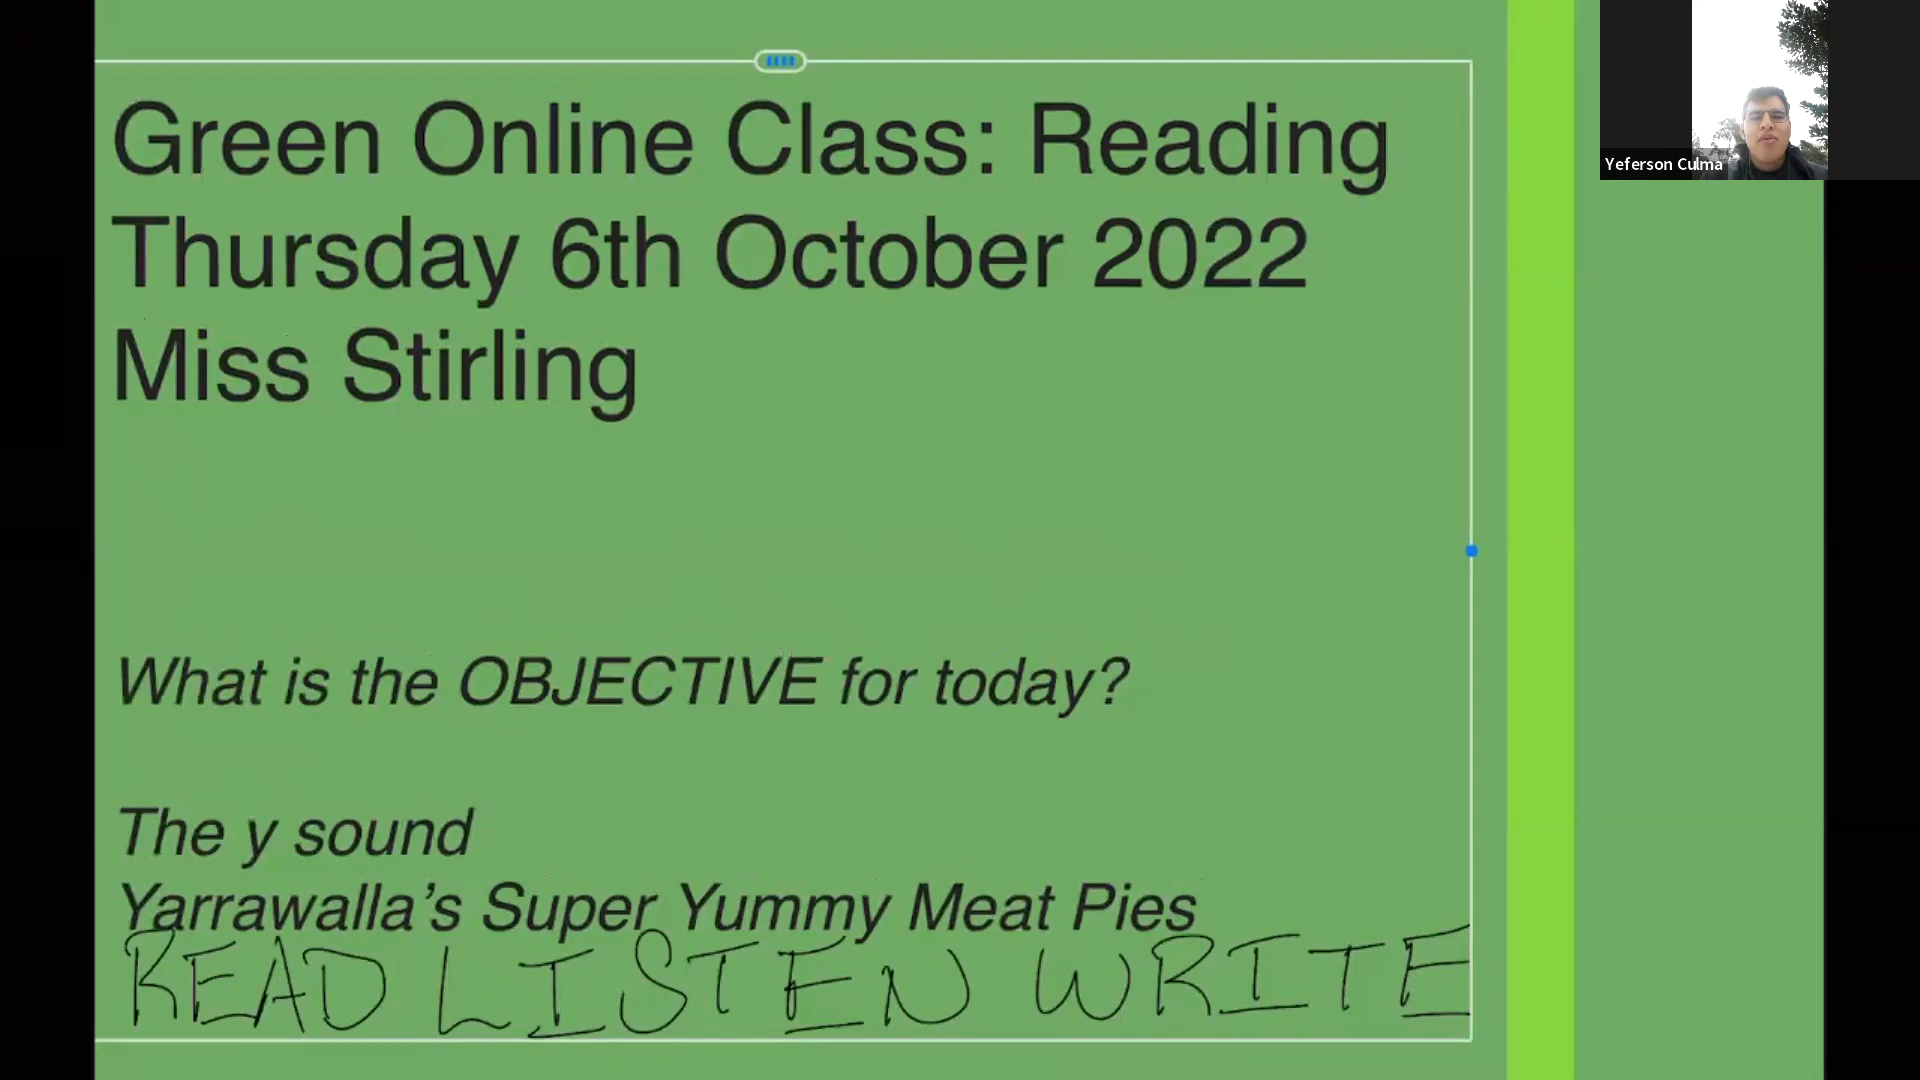 Green Online Class: Reading
Thursday 6th October 2022
Miss Stirling
What is the OBJECTIVE for today?
The y sound
Yarrawalla’s Super Yummy Meat Pies
READ LISTEN WRITE
Yeferson Culma